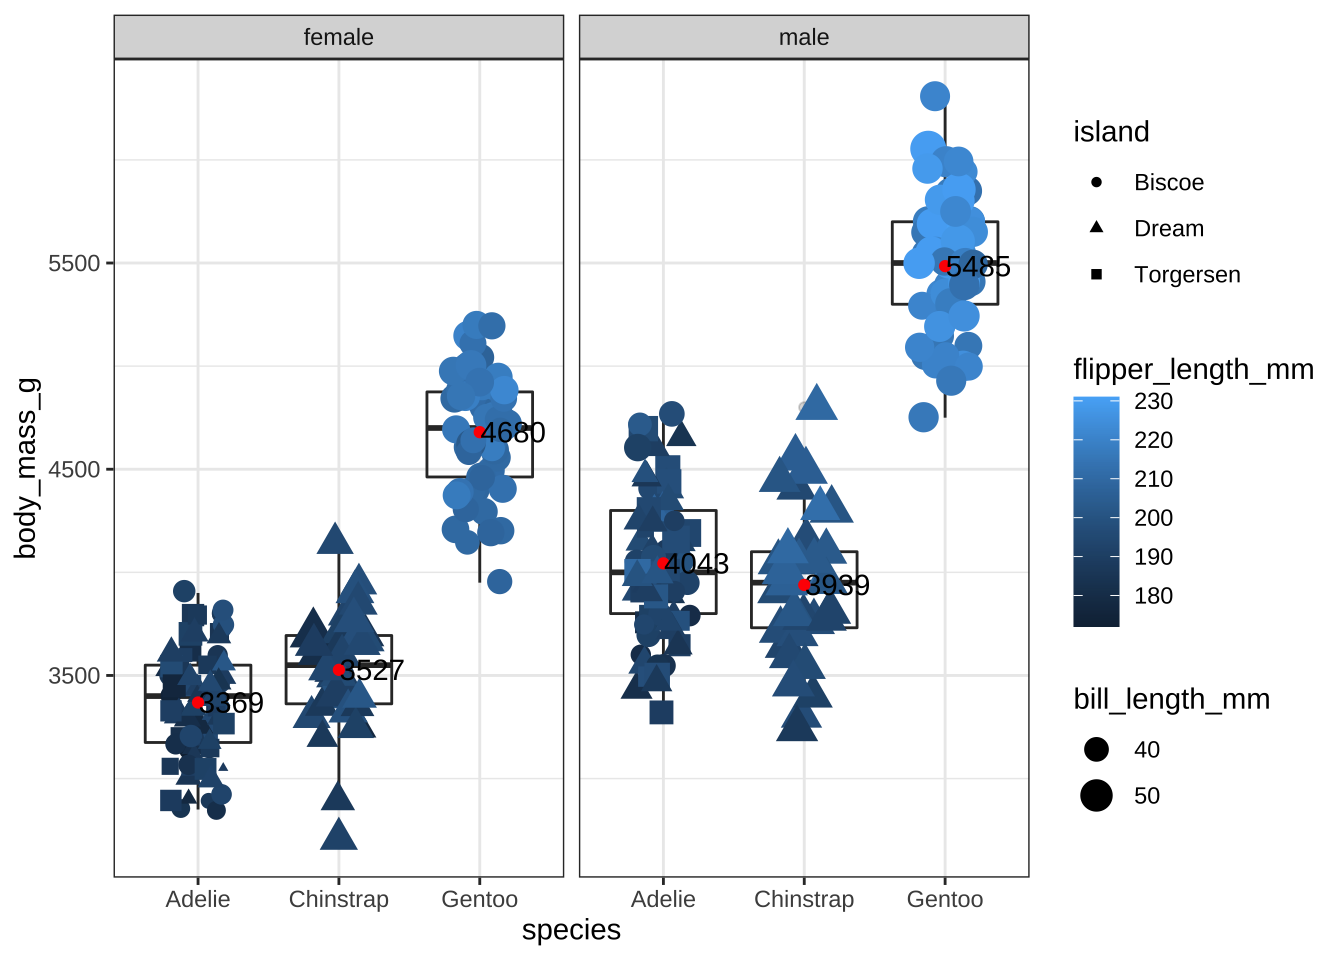 female
male
body_mass_g
5500
4500
3500
5485
4680
4043
3939
3527
3369
Adelie
Chinstrap
Gentoo
Adelie
Chinstrap
Gentoo
species
island
Biscoe
Dream
Torgersen
flipper_length_mm
230
220
210
200
190
180
bill_length_mm
40
50